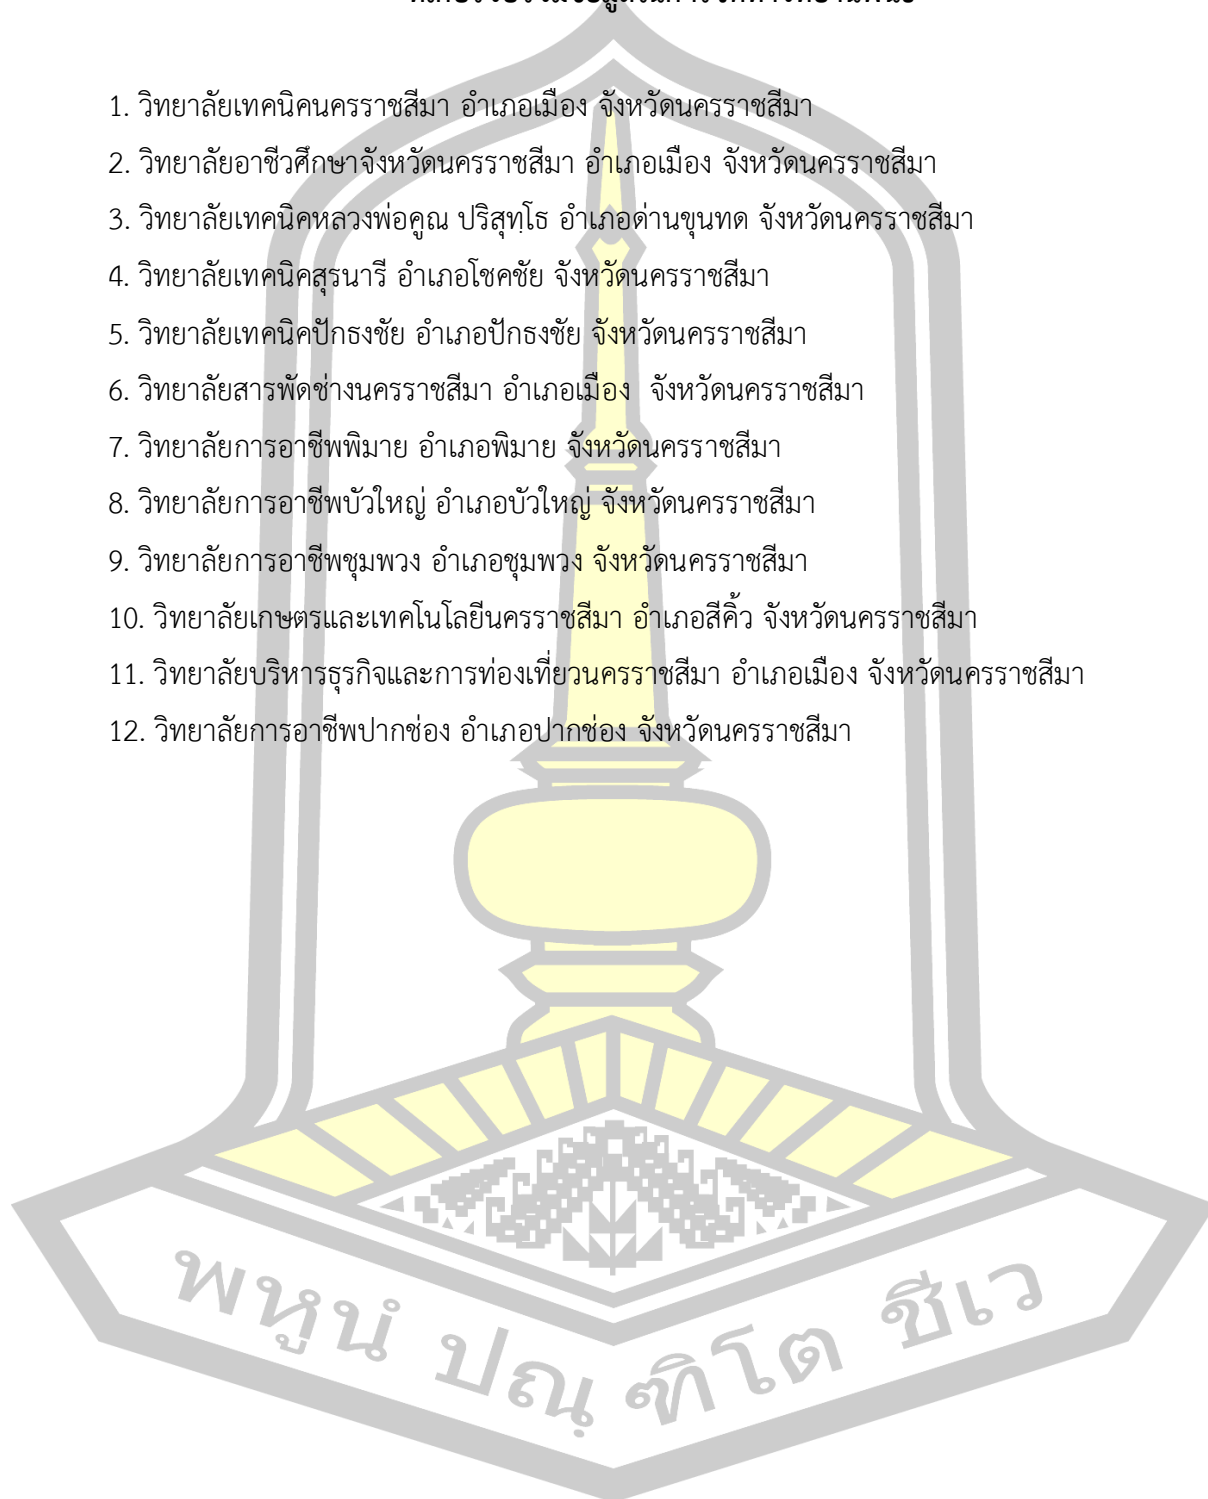 1. วิทยาลัยเทคนิคนครราชสีมา อำเภอเมือง จังหวัดนครราชสีมา
2. วิทยาลัยอาชีวศึกษาจังหวัดนครราชสีมา อำเภอเมือง จังหวัดนครราชสีมา
3. วิทยาลัยเทคนิคหลวงพ่อคูณ ปริสุทฺโธ อำเภอด่านขุนทด จังหวัดนครราชสีมา
4. วิทยาลัยเทคนิคสุรนารี อำเภอโชคชัย จังหวัดนครราชสีมา
5. วิทยาลัยเทคนิคปักธงชัย อำเภอปักธงชัย จังหวัดนครราชสีมา
6. วิทยาลัยสารพัดช่างนครราชสีมา อำเภอเมือง จังหวัดนครราชสีมา
7. วิทยาลัยการอาชีพพิมาย อำเภอพิมาย จังหวัดนครราชสีมา
8. วิทยาลัยการอาชีพบัวใหญ่ อำเภอบัวใหญ่ จังหวัดนครราชสีมา
9. วิทยาลัยการอาชีพชุมพวง อำเภอชุมพวง จังหวัดนครราชสีมา
10. วิทยาลัยเกษตรและเทคโนโลยีนครราชสีมา อำเภอสีคิ้ว จังหวัดนครราชสีมา
11. วิทยาลัยบริหารธุรกิจและการท่องเที่ยวนครราชสีมา อำเภอเมือง จังหวัดนครราชสีมา
12. วิทยาลัยการอาชีพปากช่อง อำเภอปากช่อง จังหวัดนครราชสีมา
พหูนํ ปณฺฑิโต ชีเว